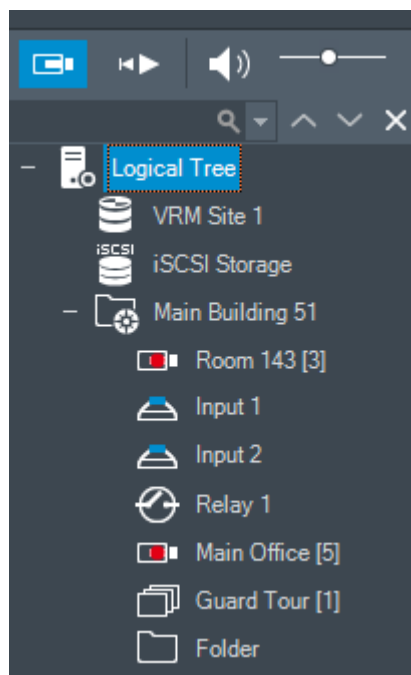 Logical Tree
VRM Site 1
iSCSI
iSCSI Storage
Main Building 51
Room 143 [3]
Input 1
Input 2
Relay 1
Main Office [5]
Guard Tour [1]
Folder